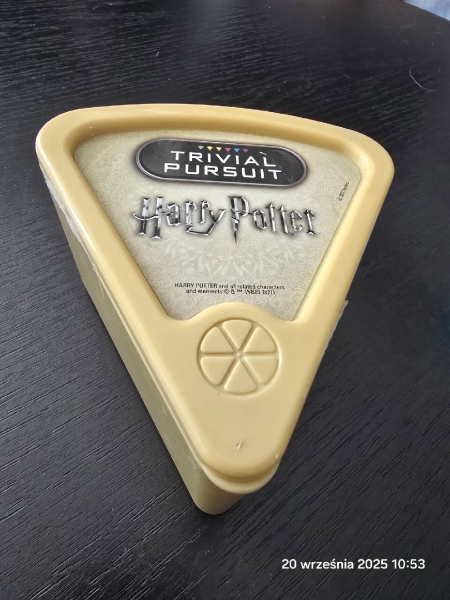 TRIVIAL
PURSUIT
Harry Potter
HARRY POTTER and all related characters
and elements © & ™ WBEI.
20 września 2025 10:53